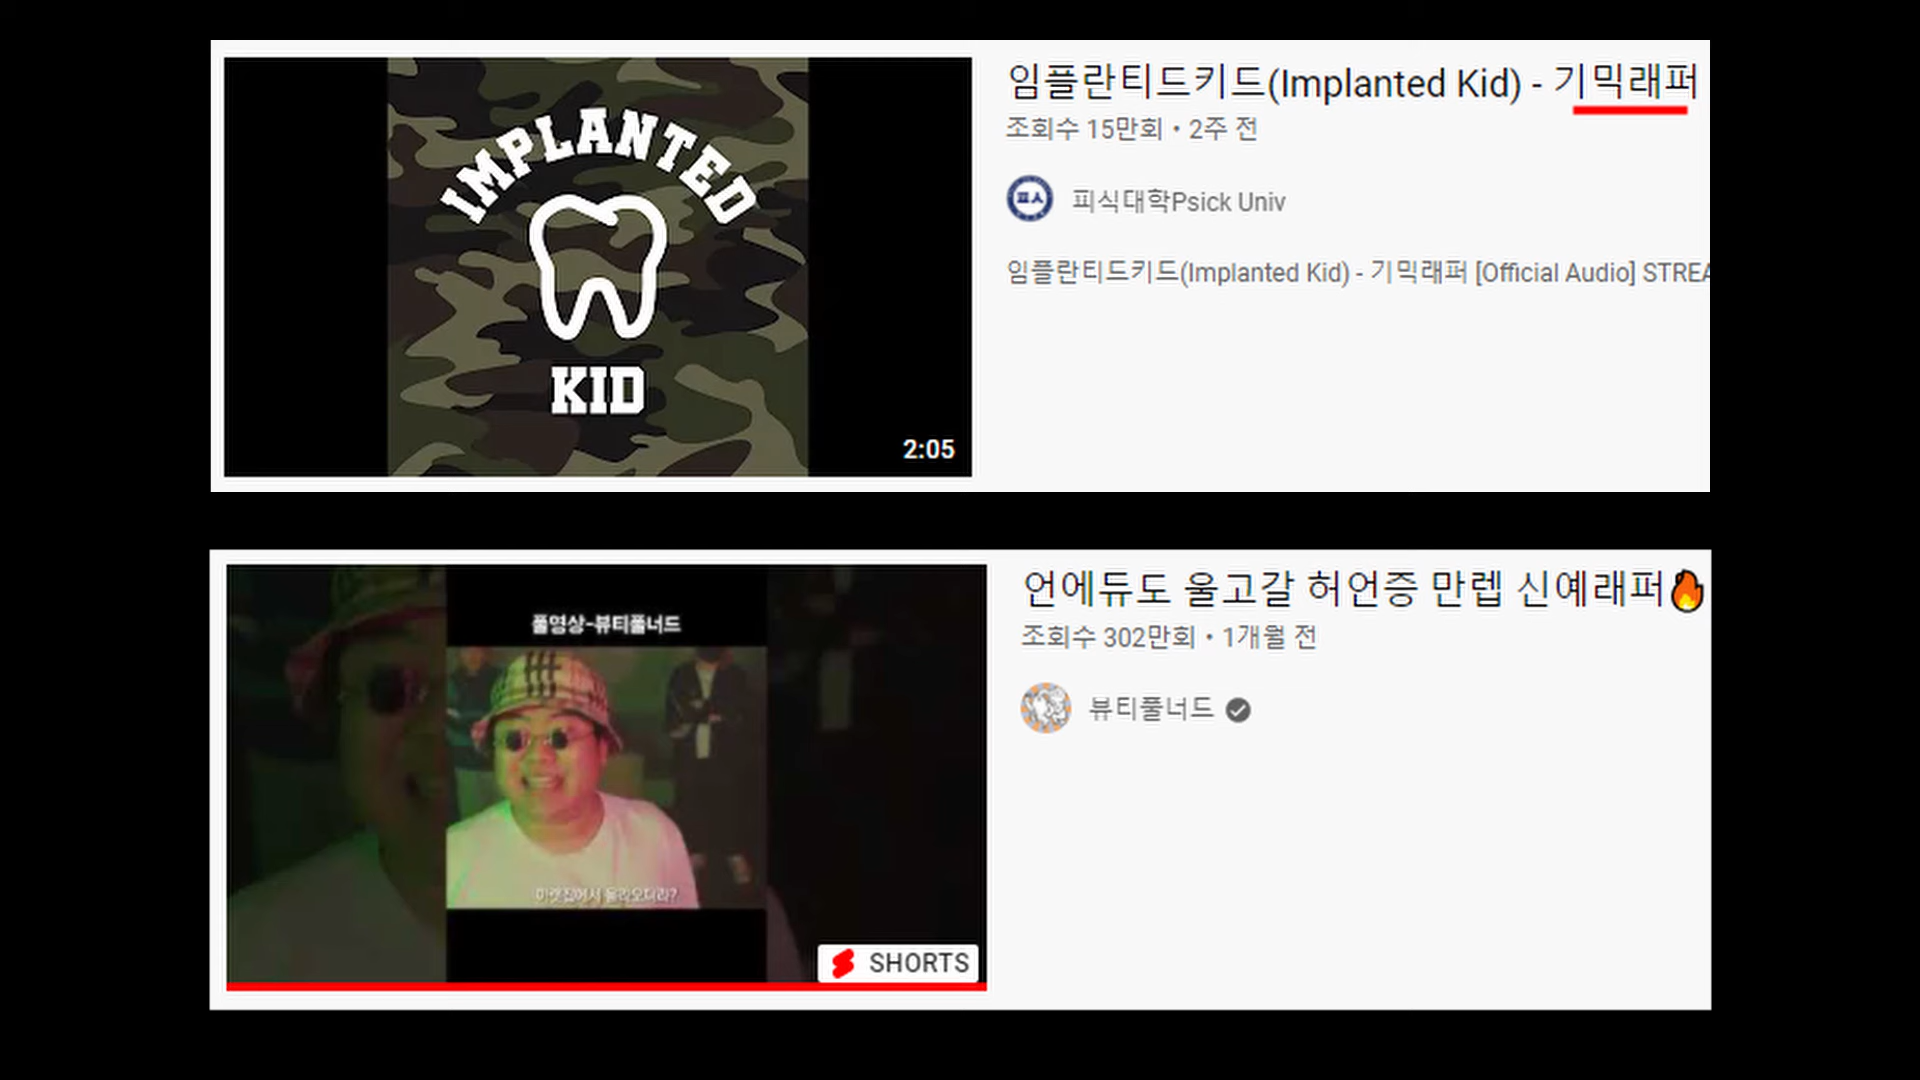 임플란티드키드(Implanted Kid) - 기믹래퍼
조회수 15만회 • 2주 전
IMPLANTED
KID
2:05
피식
피식대학Psick Univ
임플란티드키드(Implanted Kid) - 기믹래퍼 [Official Audio] STREA
언에듀도 울고갈 허언증 만렙 신예래퍼🔥
조회수 302만회 • 1개월 전
풀영상-뷰티풀너드
뷰티풀너드
SHORTS